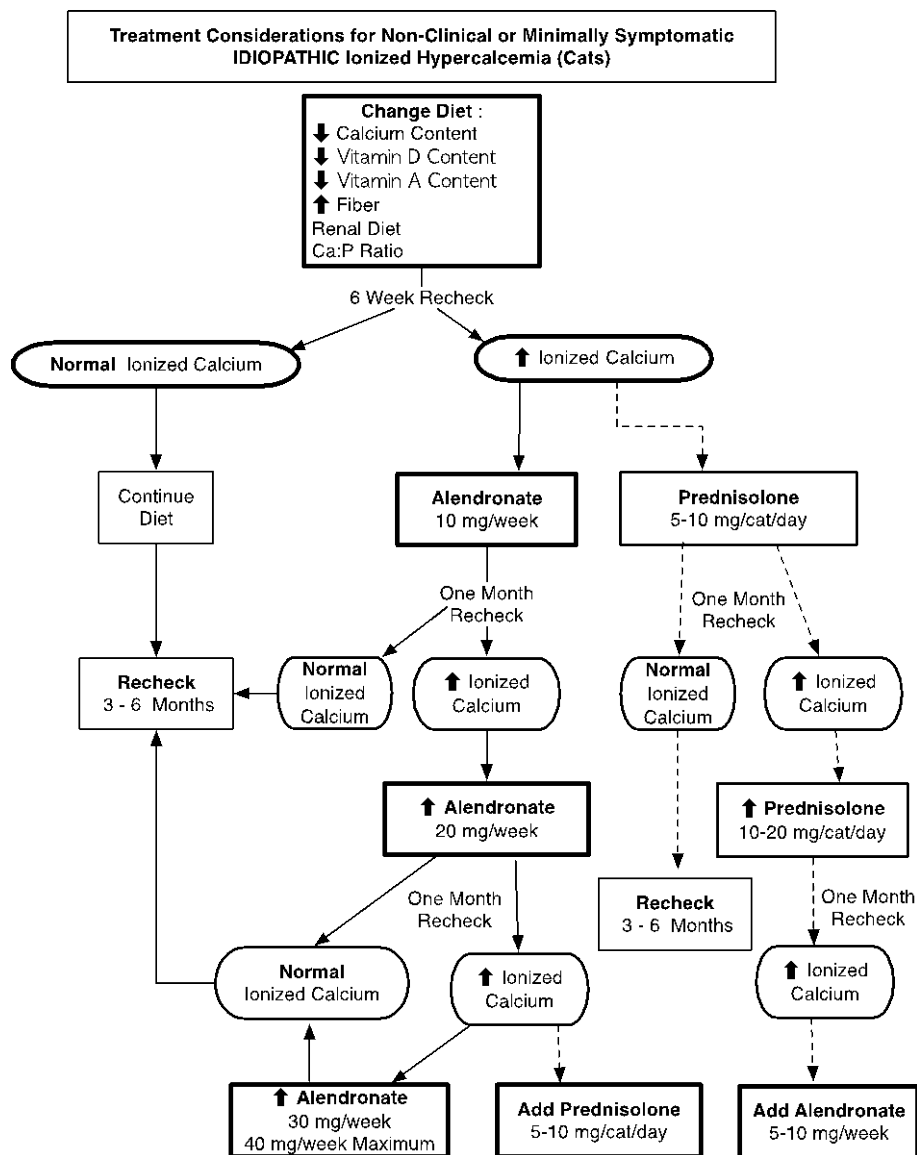 Treatment Considerations for Non-Clinical or Minimally Symptomatic
IDIOPATHIC Ionized Hypercalcemia (Cats)
Change Diet :
⬇ Calcium Content
⬇ Vitamin D Content
⬇ Vitamin A Content
⬆ Fiber
Renal Diet
Ca:P Ratio
6 Week Recheck
Normal Ionized Calcium
⬆ Ionized Calcium
Continue
Diet
Alendronate
10 mg/week
Prednisolone
5-10 mg/cat/day
One Month
Recheck
One Month
Recheck
Recheck
3 - 6 Months
Normal
Ionized
Calcium
⬆ Ionized
Calcium
Normal
Ionized
Calcium
⬆ Ionized
Calcium
⬆ Alendronate
20 mg/week
⬆ Prednisolone
10-20 mg/cat/day
One Month
Recheck
Recheck
3 - 6 Months
One Month
Recheck
Normal
Ionized Calcium
⬆ Ionized
Calcium
⬆ Ionized
Calcium
⬆ Alendronate
30 mg/week
40 mg/week Maximum
Add Prednisolone
5-10 mg/cat/day
Add Alendronate
5-10 mg/week